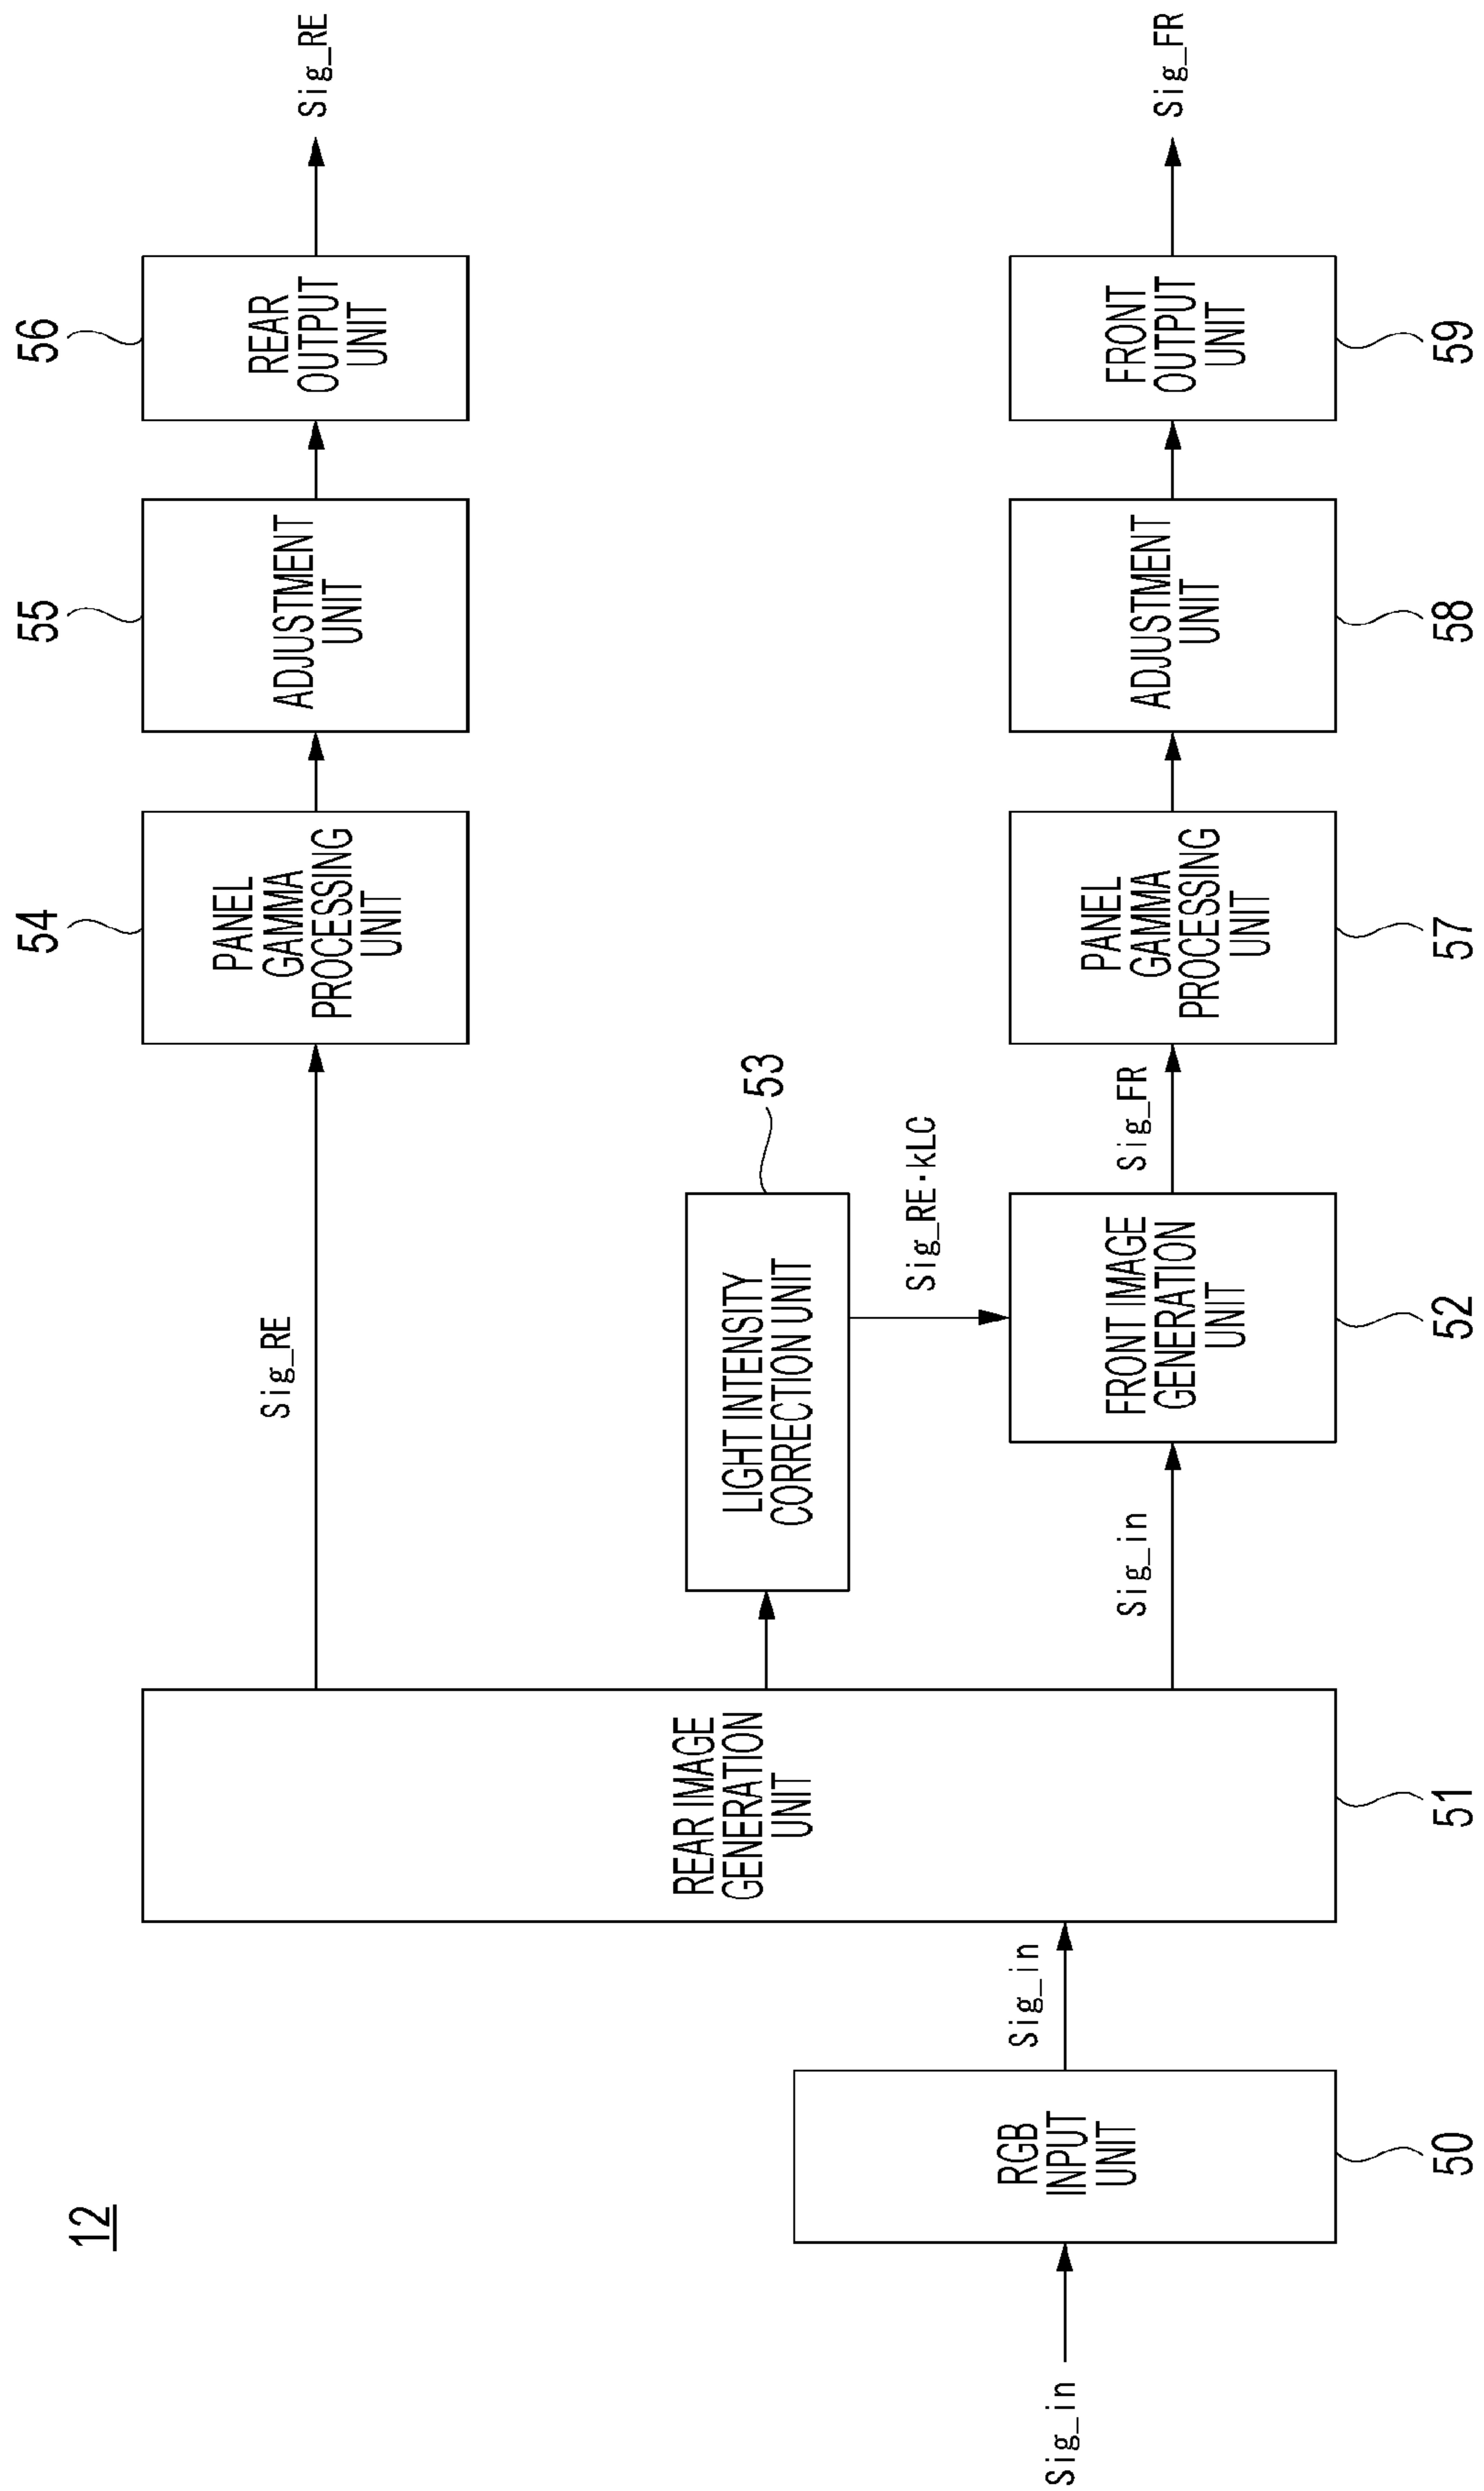 12
Sig_in
RGB
INPUT
UNIT
50
Sig_in
REAR IMAGE
GENERATION
UNIT
51
Sig_RE
PANEL
GAMMA
PROCESSING
UNIT
54
ADJUSTMENT
UNIT
55
REAR
OUTPUT
UNIT
56
Sig_RE
LIGHT INTENSITY
CORRECTION UNIT
53
Sig_RE·kLC
Sig_in
FRONT IMAGE
GENERATION
UNIT
52
Sig_FR
PANEL
GAMMA
PROCESSING
UNIT
57
ADJUSTMENT
UNIT
58
FRONT
OUTPUT
UNIT
59
Sig_FR